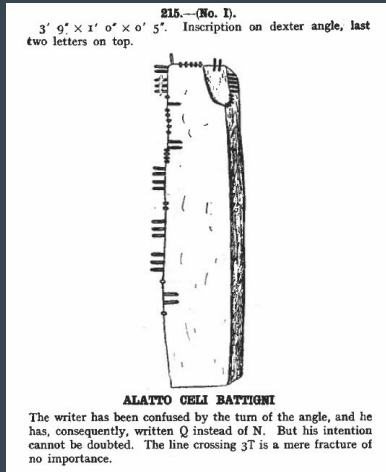 215.—(No. I).
3′ 9″ × 1′ 0″ × 0′ 5″. Inscription on dexter angle, last
two letters on top.
ALATTO CELI BATTIGNI
The writer has been confused by the turn of the angle, and he
has, consequently, written Q instead of N. But his intention
cannot be doubted. The line crossing 3T is a mere fracture of
no importance.